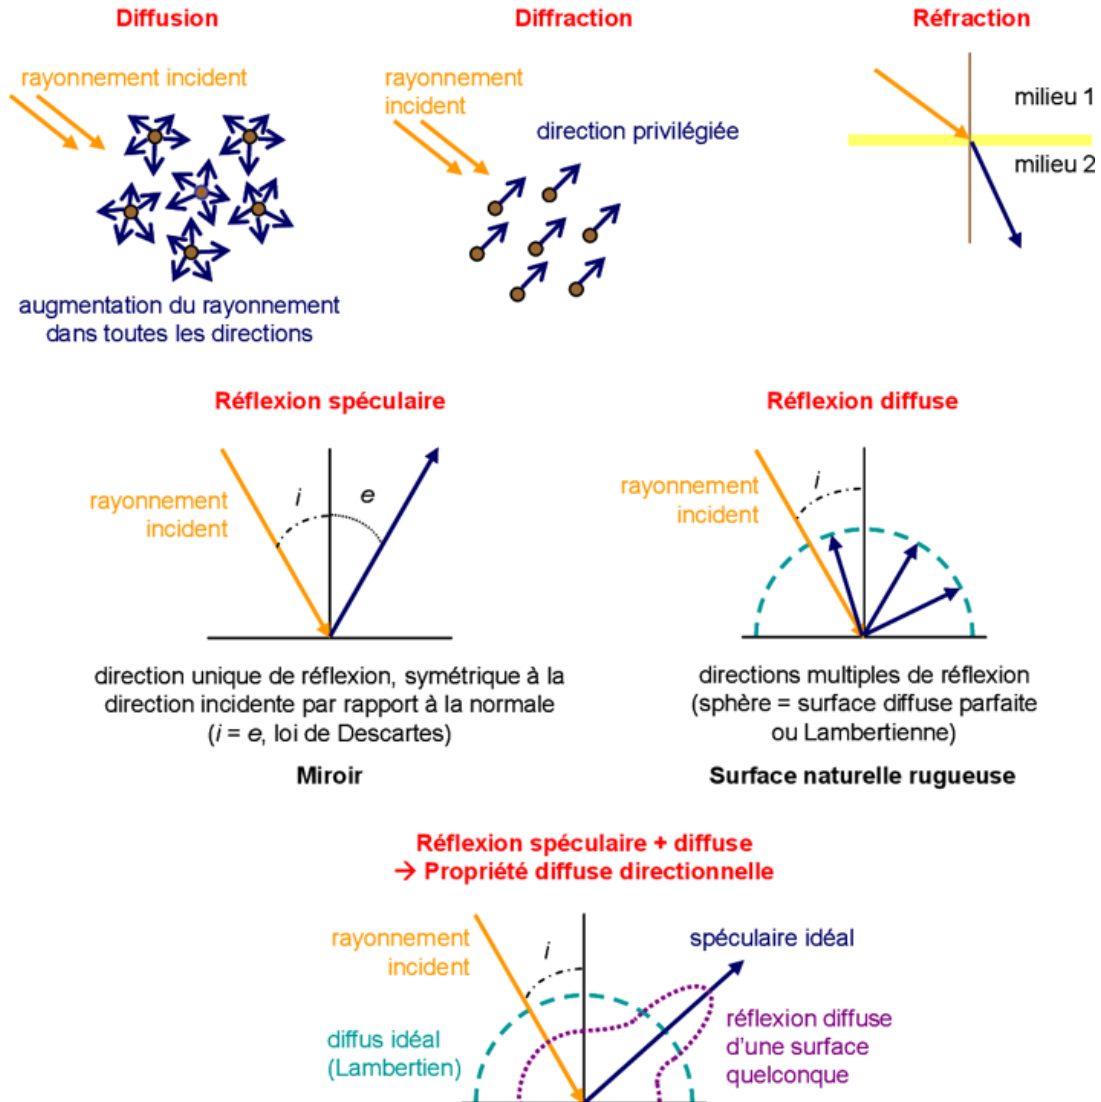 Diffusion
rayonnement incident
augmentation du rayonnement
dans toutes les directions
Diffraction
rayonnement
incident
direction privilégiée
Réfraction
milieu 1
milieu 2
Réflexion spéculaire
rayonnement
incident
i
e
direction unique de réflexion, symétrique à la
direction incidente par rapport à la normale
(i = e, loi de Descartes)
Miroir
Réflexion diffuse
rayonnement
incident
i
directions multiples de réflexion
(sphère = surface diffuse parfaite
ou Lambertienne)
Surface naturelle rugueuse
Réflexion spéculaire + diffuse
→ Propriété diffuse directionnelle
rayonnement
incident
i
spéculaire idéal
diffus idéal
(Lambertien)
réflexion diffuse
d'une surface
quelconque